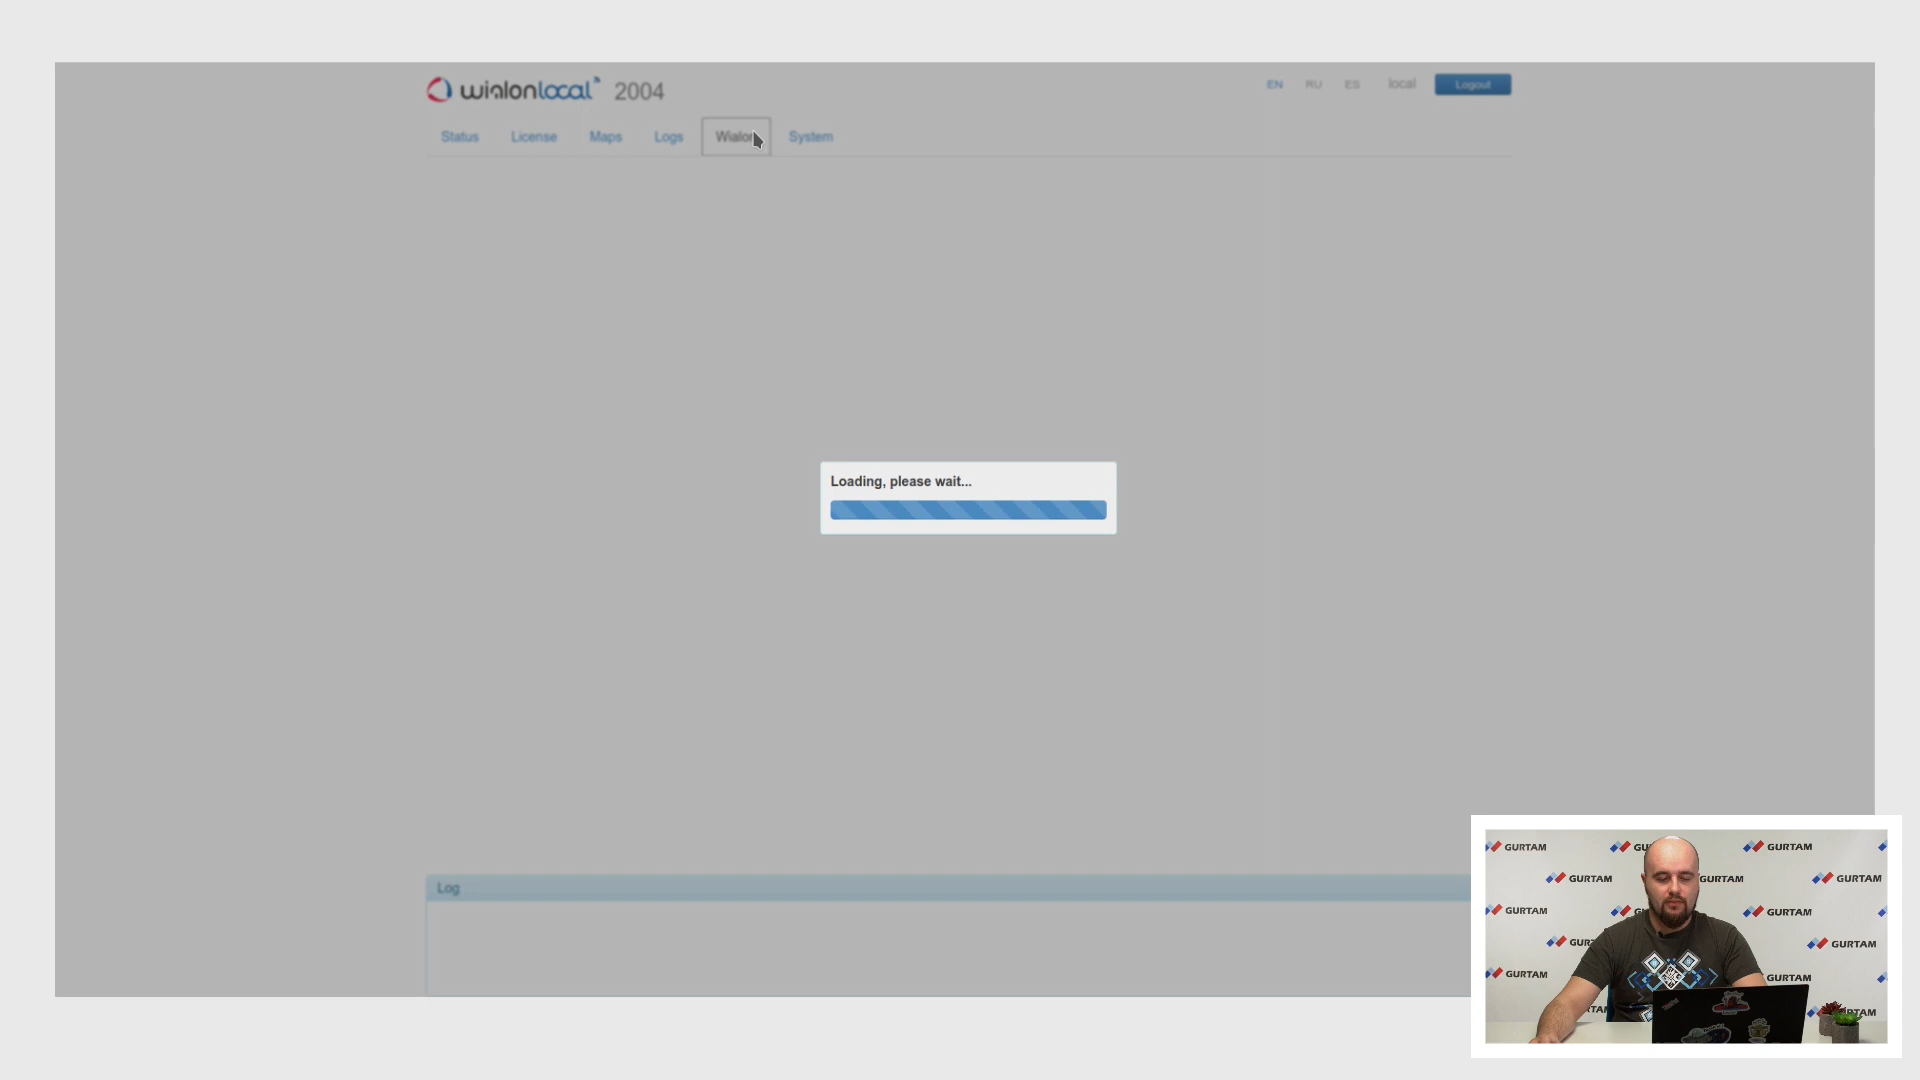 wialonlocal 2004
EN RU ES local Logout
Status License Maps Logs Wialon System
Loading, please wait...
Log
GURTAM GURTAM
GURTAM GURTAM GURTAM
GURTAM GURTAM
GURTAM
GURTAM GURTAM